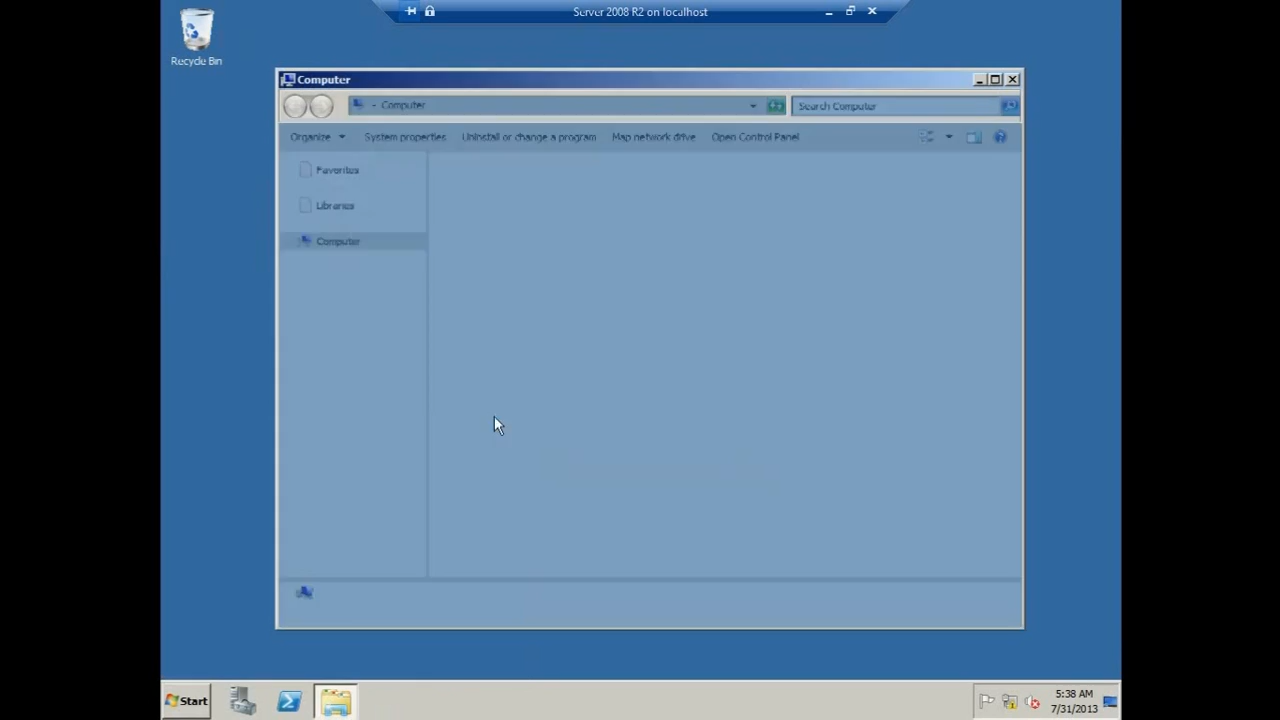 Server 2008 R2 on localhost
Recycle Bin
Computer
Computer
Search Computer
Organize
System properties
Uninstall or change a program
Map network drive
Open Control Panel
Favorites
Libraries
Computer
Start
5:38 AM
7/31/2013